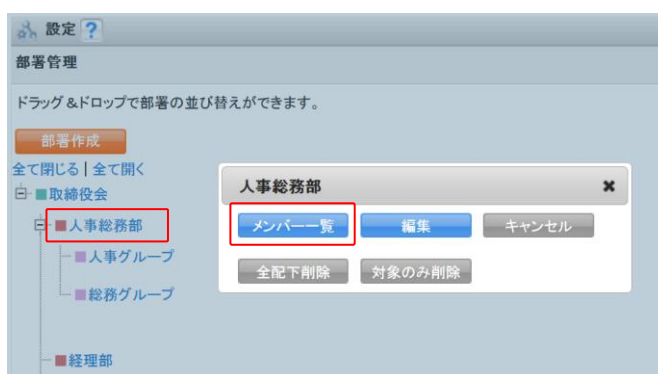 設定 ?
部署管理
ドラッグ&ドロップで部署の並び替えができます。
部署作成
全て閉じる | 全て開く
取締役会
人事総務部
人事グループ
総務グループ
経理部
人事総務部 ✖
メンバー一覧 編集 キャンセル
全配下削除 対象のみ削除